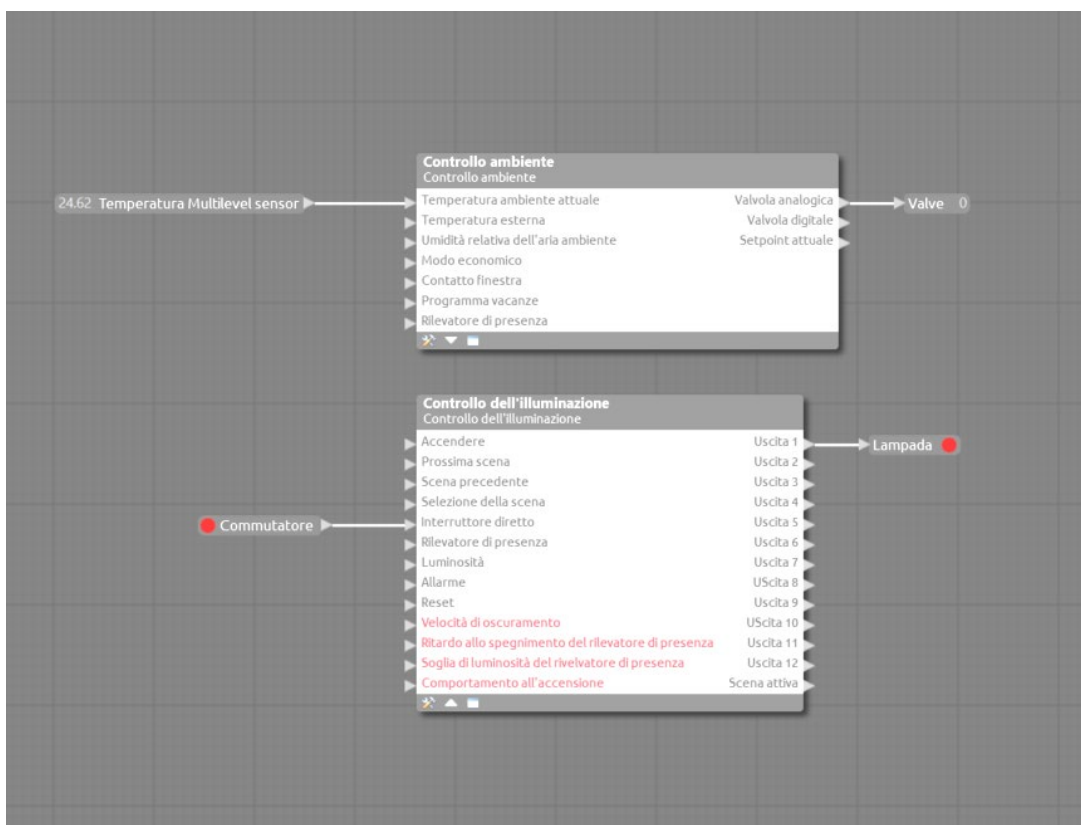 Controllo ambiente
Controllo ambiente
24.62 Temperatura Multilevel sensor
Temperatura ambiente attuale Valvola analogica
Valve 0
Temperatura esterna Valvola digitale
Umidità relativa dell'aria ambiente Setpoint attuale
Modo economico
Contatto finestra
Programma vacanze
Rilevatore di presenza
Controllo dell'illuminazione
Controllo dell'illuminazione
Accendere Uscita 1
Lampada
Prossima scena Uscita 2
Scena precedente Uscita 3
Selezione della scena Uscita 4
Commutatore
Interruttore diretto Uscita 5
Rilevatore di presenza Uscita 6
Luminosità Uscita 7
Allarme UScita 8
Reset Uscita 9
Velocità di oscuramento UScita 10
Ritardo allo spegnimento del rilevatore di presenza Uscita 11
Soglia di luminosità del rivelvatore di presenza Uscita 12
Comportamento all'accensione Scena attiva